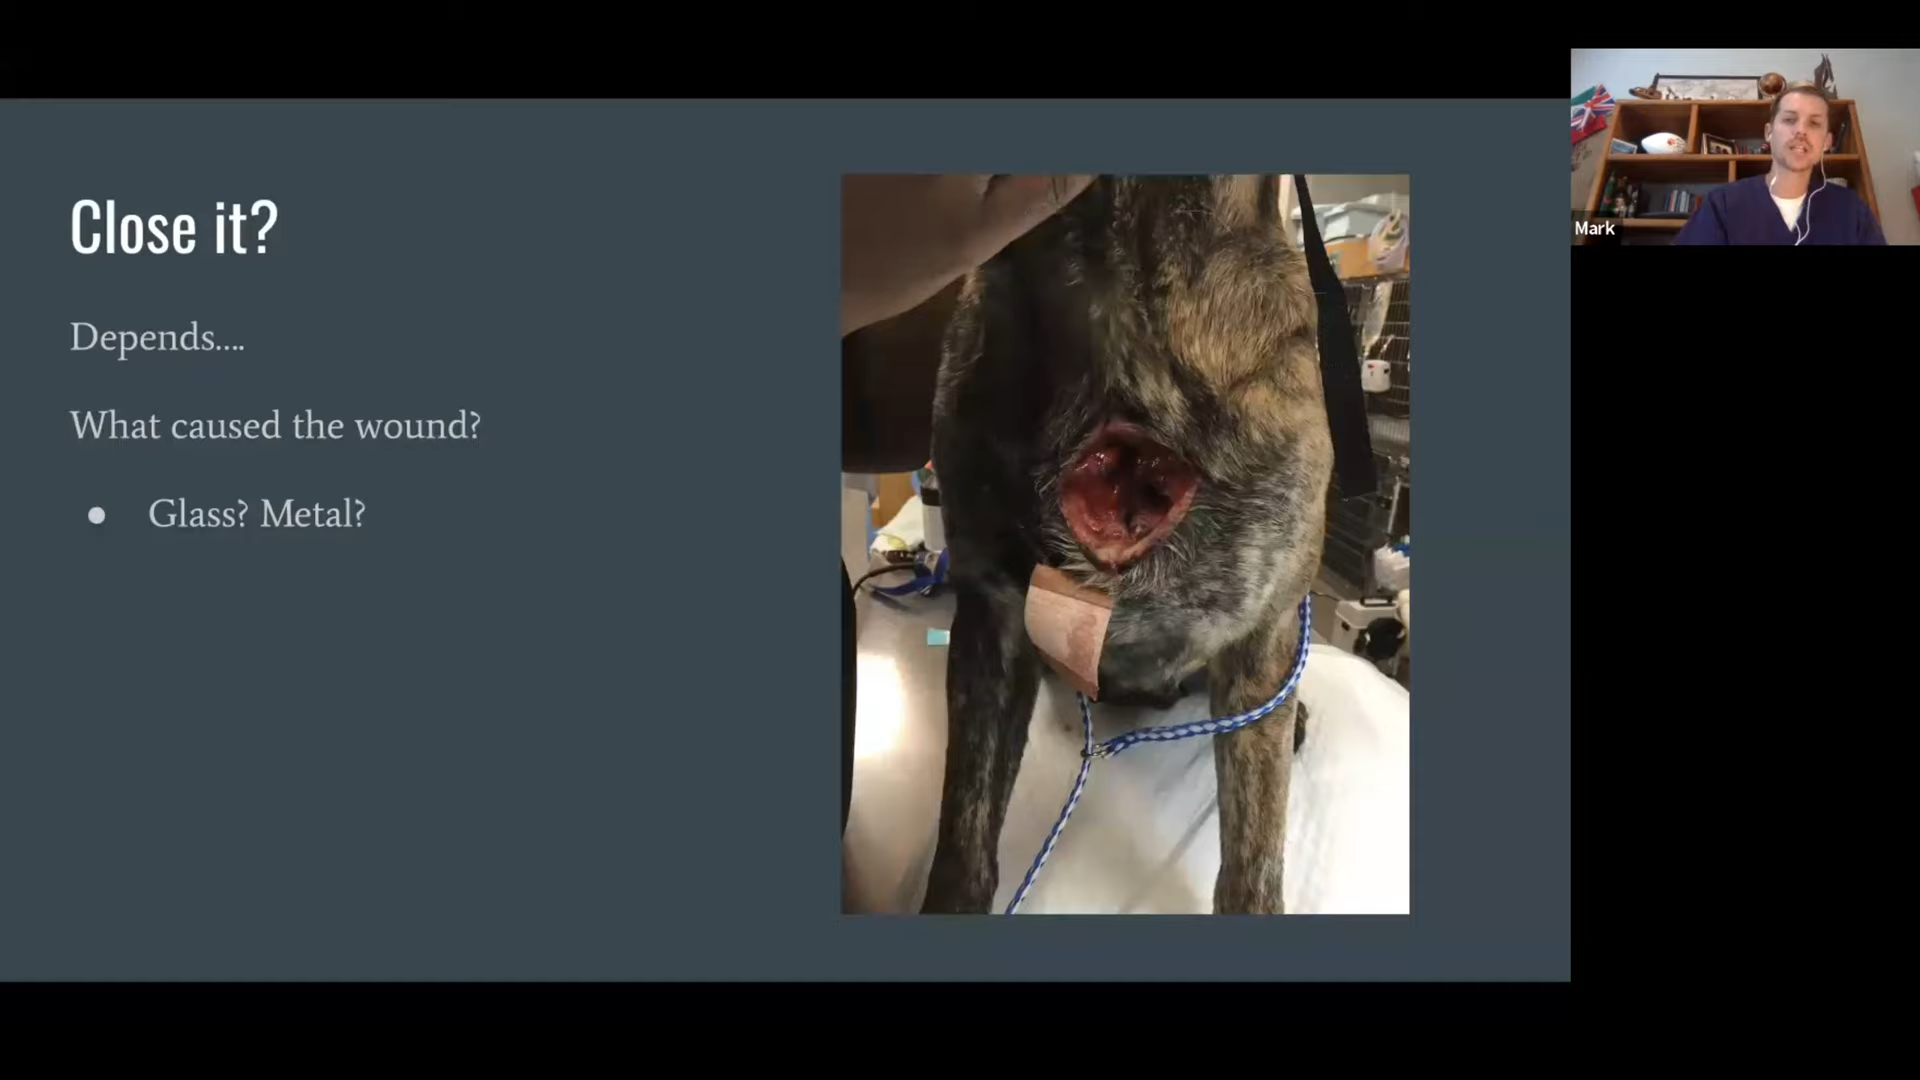 Close it?
Depends....
What caused the wound?
● Glass? Metal?
Mark